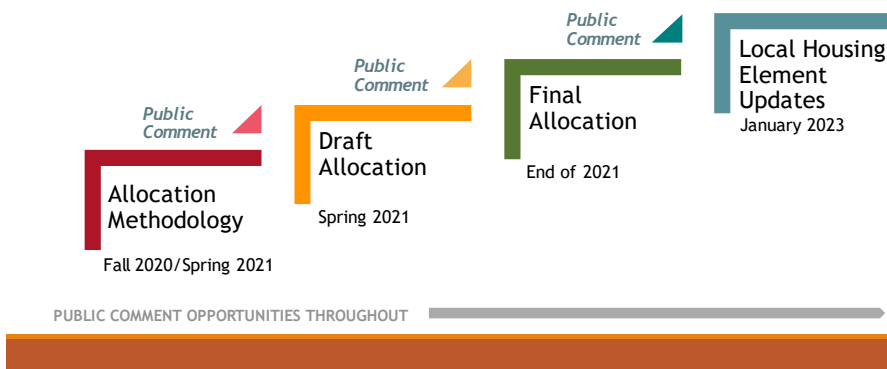 Allocation
Methodology
Fall 2020/Spring 2021
Public
Comment
Draft
Allocation
Spring 2021
Public
Comment
Final
Allocation
End of 2021
Public
Comment
Local Housing
Element
Updates
January 2023
PUBLIC COMMENT OPPORTUNITIES THROUGHOUT